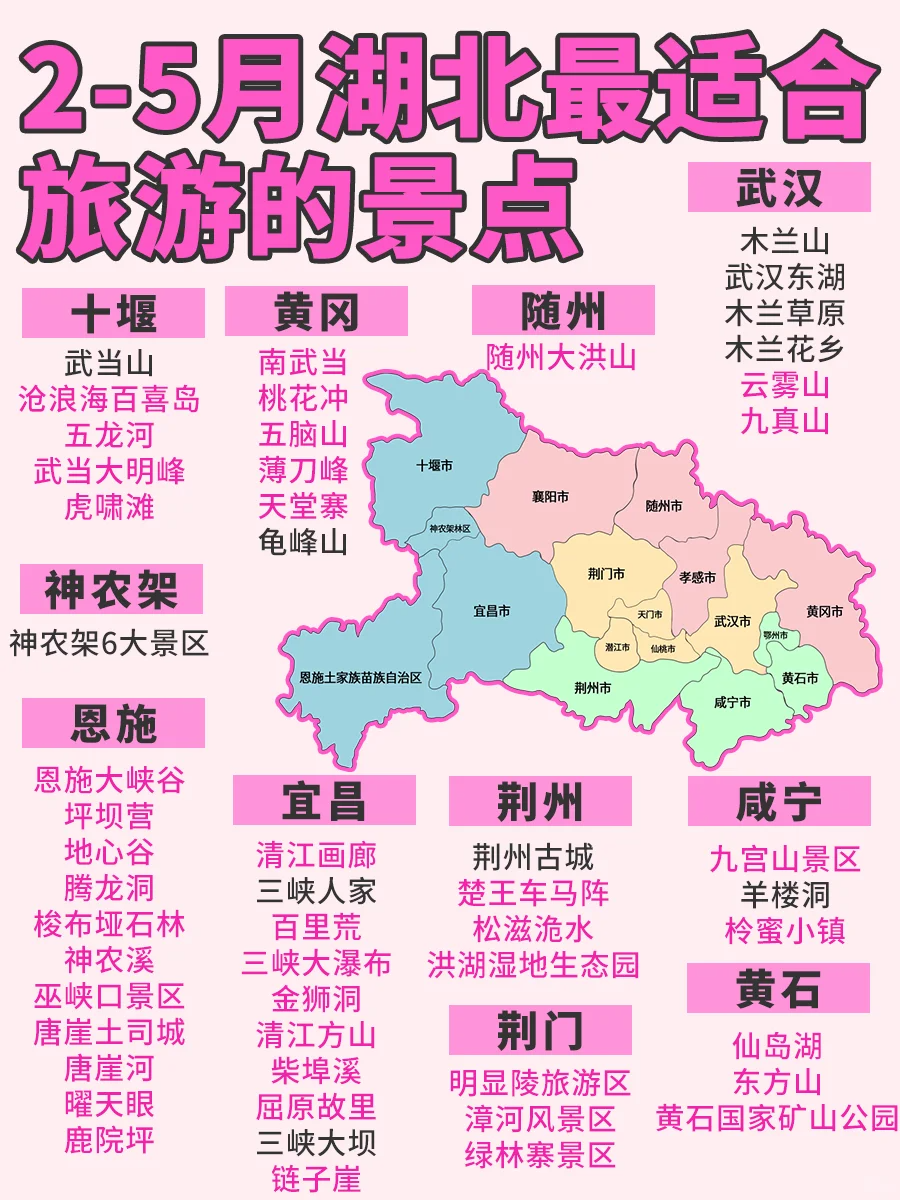 2-5月湖北最适合
旅游的景点
武汉
木兰山
武汉东湖
木兰草原
木兰花乡
云雾山
九真山
十堰
武当山
沧浪海百喜岛
五龙河
武当大明峰
虎啸滩
黄冈
南武当
桃花冲
五脑山
薄刀峰
天堂寨
龟峰山
随州
随州大洪山
神农架
神农架6大景区
十堰市
襄阳市
随州市
神农架林区
荆门市
孝感市
宜昌市
天门市
武汉市
黄冈市
鄂州市
潜江市
仙桃市
恩施土家族苗族自治区
荆州市
黄石市
咸宁市
恩施
恩施大峡谷
坪坝营
地心谷
腾龙洞
梭布垭石林
神农溪
巫峡口景区
唐崖土司城
唐崖河
曜天眼
鹿院坪
宜昌
清江画廊
三峡人家
百里荒
三峡大瀑布
金狮洞
清江方山
柴埠溪
屈原故里
三峡大坝
链子崖
荆州
荆州古城
楚王车马阵
松滋洈水
洪湖湿地生态园
荆门
明显陵旅游区
漳河风景区
绿林寨景区
咸宁
九宫山景区
羊楼洞
柃蜜小镇
黄石
仙岛湖
东方山
黄石国家矿山公园